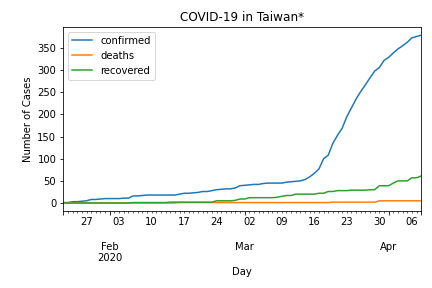 COVID-19 in Taiwan*
confirmed
deaths
recovered
Number of Cases
350
300
250
200
150
100
50
0
27 03 10 17 24 02 09 16 23 30 06
Feb Mar Apr
2020
Day